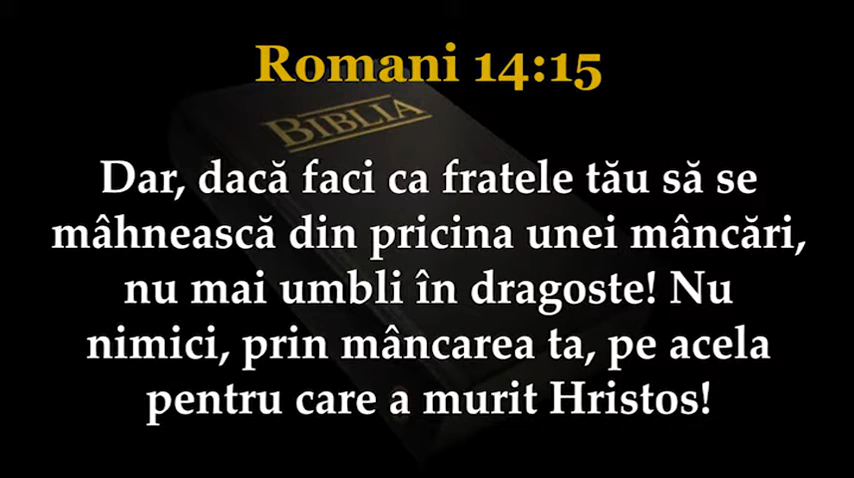 Romani 14:15
BIBLIA
Dar, dacă faci ca fratele tău să se
mâhnească din pricina unei mâncări,
nu mai umbli în dragoste! Nu
nimici, prin mâncarea ta, pe acela
pentru care a murit Hristos!